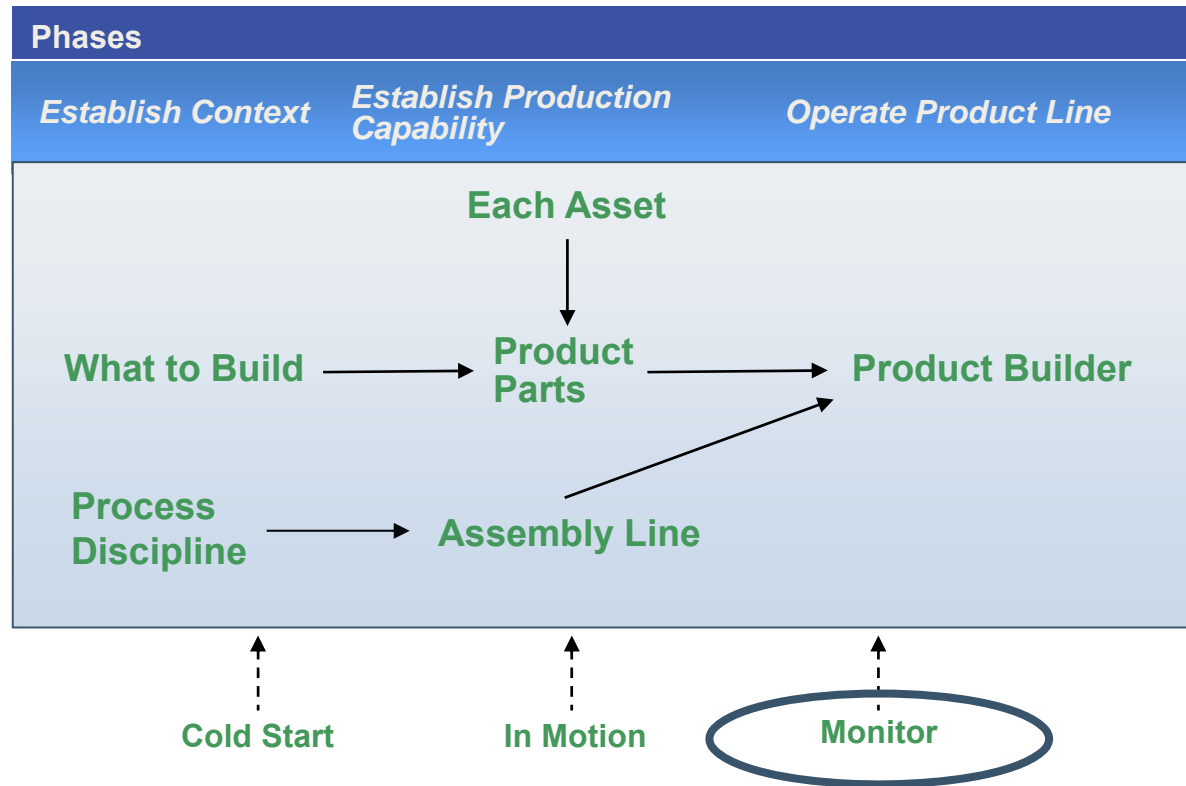 Phases
Establish Context
Establish Production
Capability
Operate Product Line
Each Asset
What to Build
Product
Parts
Product Builder
Process
Discipline
Assembly Line
Cold Start
In Motion
Monitor